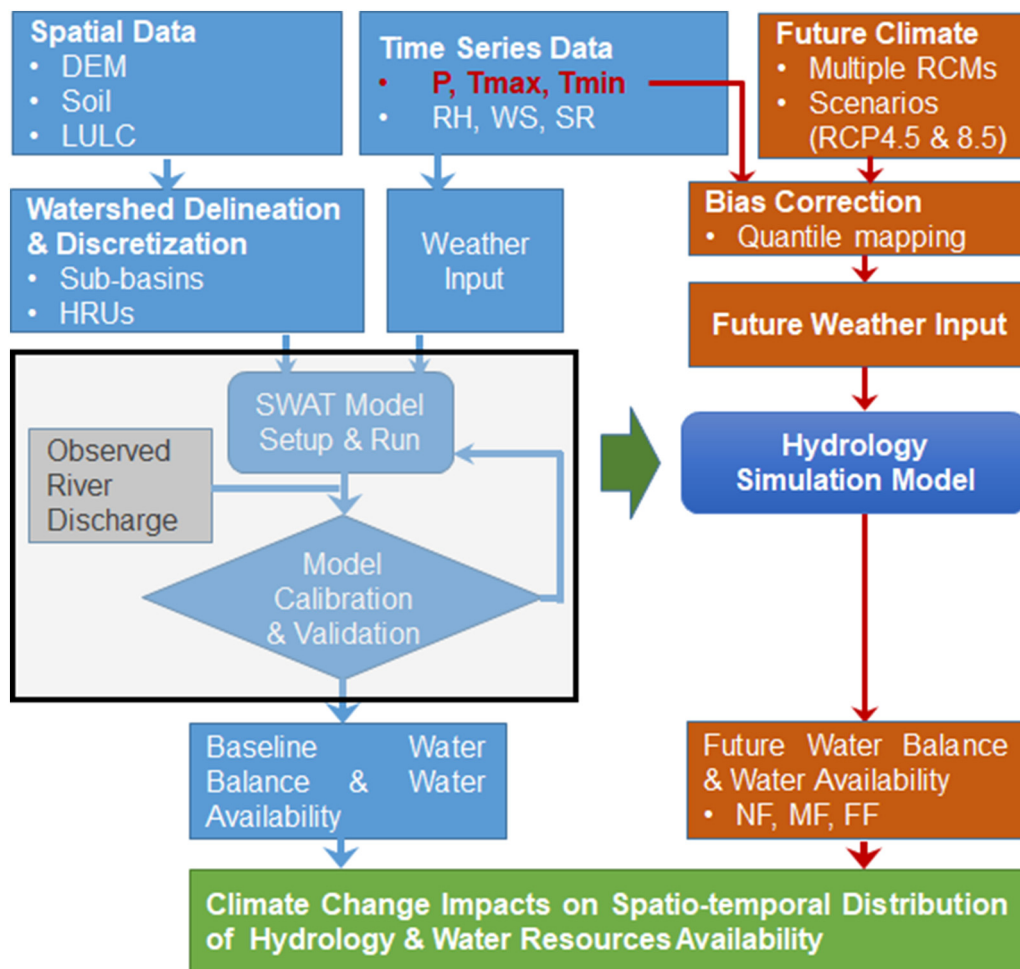 Spatial Data
• DEM
• Soil
• LULC
Time Series Data
• P, Tmax, Tmin
• RH, WS, SR
Future Climate
• Multiple RCMs
• Scenarios
(RCP4.5 & 8.5)
Watershed Delineation
& Discretization
• Sub-basins
• HRUs
Weather
Input
Bias Correction
• Quantile mapping
Future Weather Input
SWAT Model
Setup & Run
Observed
River
Discharge
Model
Calibration
& Validation
Hydrology
Simulation Model
Baseline Water
Balance & Water
Availability
Future Water Balance
& Water Availability
• NF, MF, FF
Climate Change Impacts on Spatio-temporal Distribution
of Hydrology & Water Resources Availability